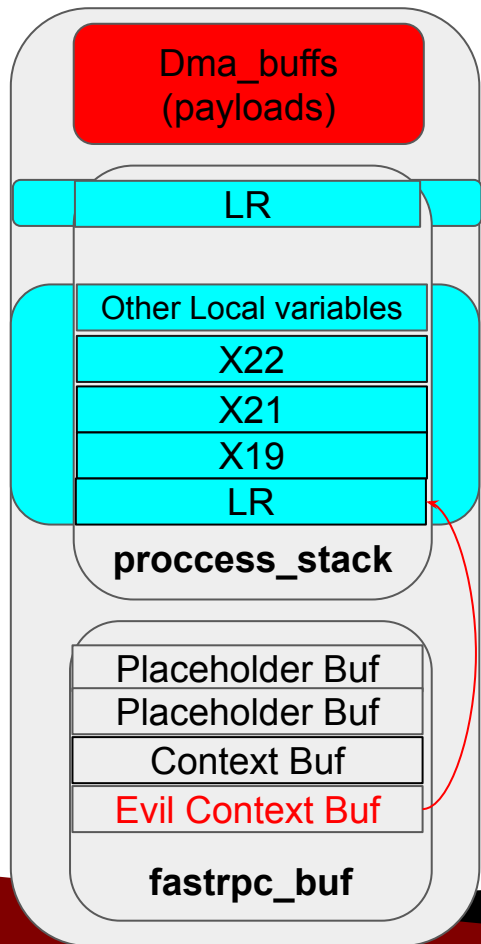 Dma_buffs
(payloads)
LR
Other Local variables
X22
X21
X19
LR
proccess_stack
Placeholder Buf
Placeholder Buf
Context Buf
Evil Context Buf
fastrpc_buf